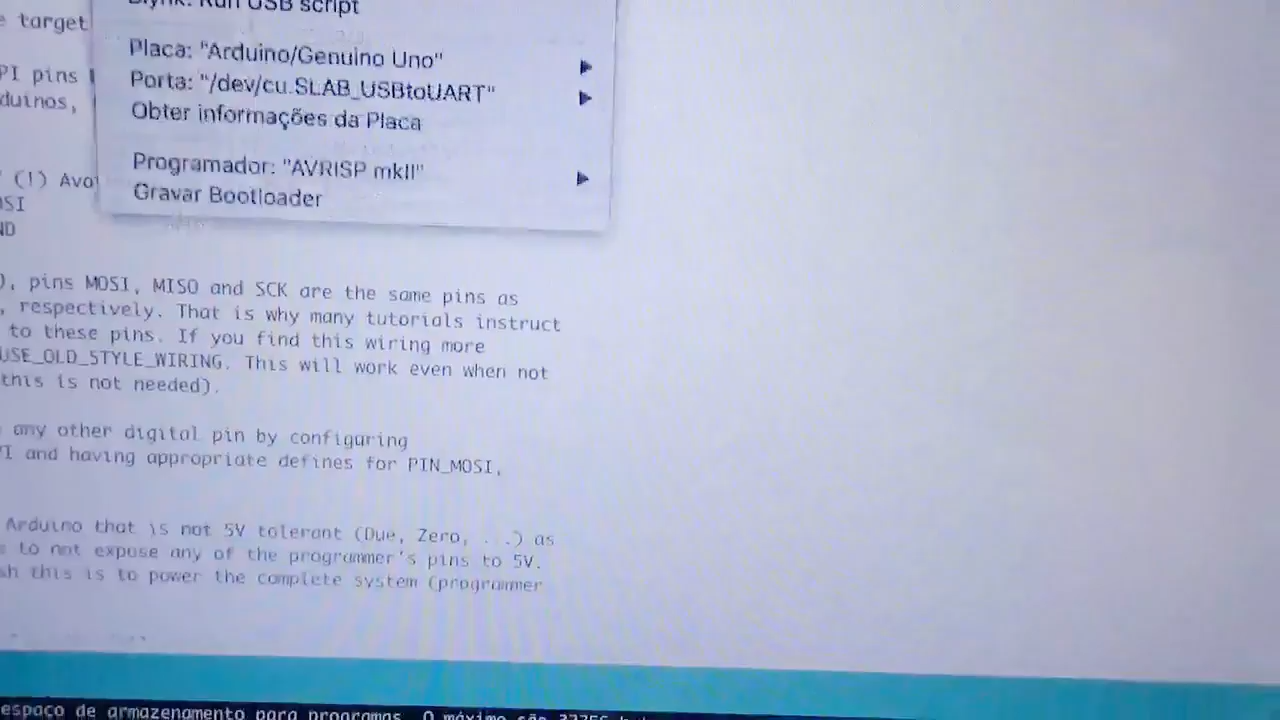 Blynk: Run USB script
e target
Placa: "Arduino/Genuino Uno"
PI pins
Porta: "/dev/cu.SLAB_USBtoUART"
duinos,
Obter informações da Placa
Programador: "AVRISP mkII"
(!) Avo
Gravar Bootloader
OSI
ND
), pins MOSI, MISO and SCK are the same pins as
, respectively. That is why many tutorials instruct
to these pins. If you find this wiring more
USE_OLD_STYLE_WIRING. This will work even when not
this is not needed).
any other digital pin by configuring
PI and having appropriate defines for PIN_MOSI,
Arduino that is not 5V tolerant (Due, Zero, ...) as
to not expose any of the programmer's pins to 5V.
sh this is to power the complete system (programmer
espaço de armazenamento para programas. O máximo são